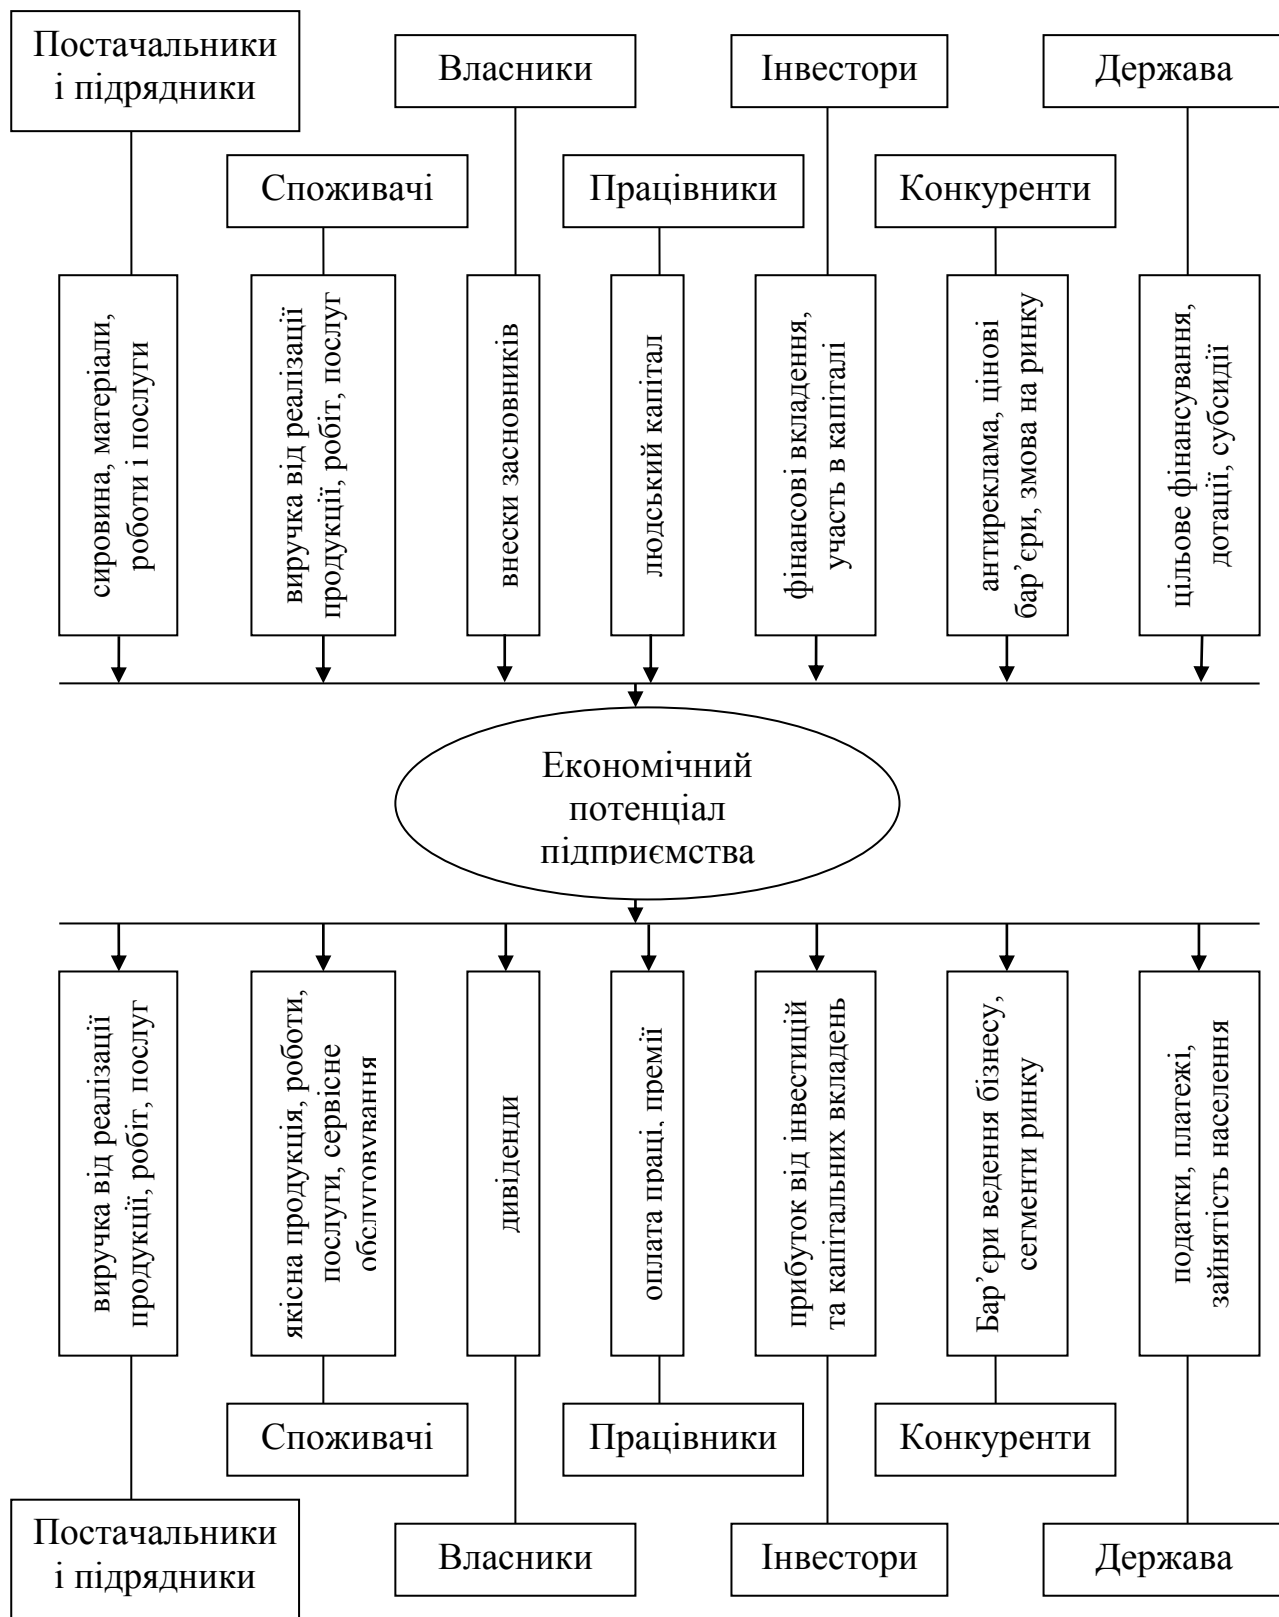 Постачальники
і підрядники
Власники
Інвестори
Держава
Споживачі
Працівники
Конкуренти
сировина, матеріали,
роботи і послуги
виручка від реалізації
продукції, робіт, послуг
внески засновників
людський капітал
фінансові вкладення,
участь в капіталі
антиреклама, цінові
бар’єри, змова на ринку
цільове фінансування,
дотації, субсидії
Економічний
потенціал
підприємства
виручка від реалізації
продукції, робіт, послуг
якісна продукція, роботи,
послуги, сервісне
обслуговування
дивіденди
оплата праці, премії
прибуток від інвестицій
та капітальних вкладень
Бар’єри ведення бізнесу,
сегменти ринку
податки, платежі,
зайнятість населення
Споживачі
Працівники
Конкуренти
Постачальники
і підрядники
Власники
Інвестори
Держава